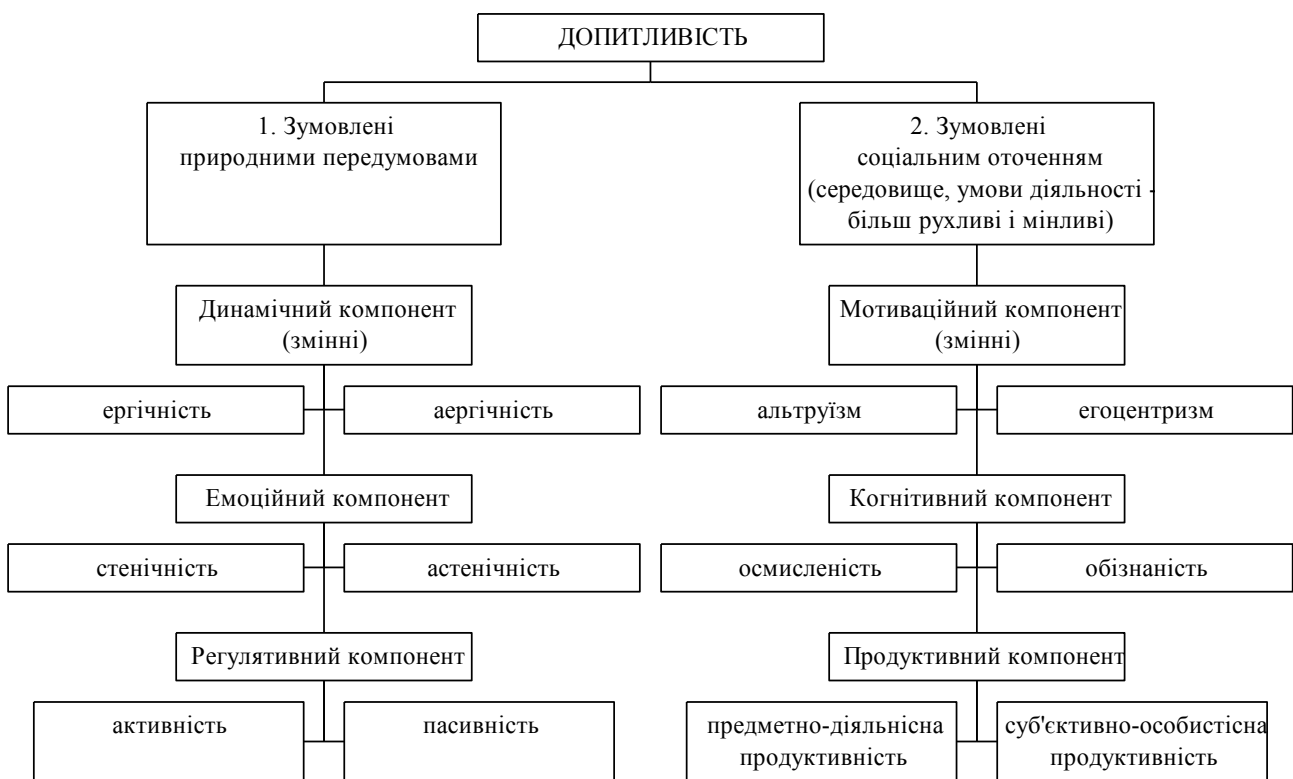 ДОПИТЛИВІСТЬ
1. Зумовлені
природними передумовами
2. Зумовлені
соціальним оточенням
(середовище, умови діяльності -
більш рухливі і мінливі)
Динамічний компонент
(змінні)
Мотиваційний компонент
(змінні)
ергічність
аергічність
альтруїзм
егоцентризм
Емоційний компонент
Когнітивний компонент
стенічність
астенічність
осмисленість
обізнаність
Регулятивний компонент
Продуктивний компонент
активність
пасивність
предметно-діяльнісна
продуктивність
суб'єктивно-особистісна
продуктивність